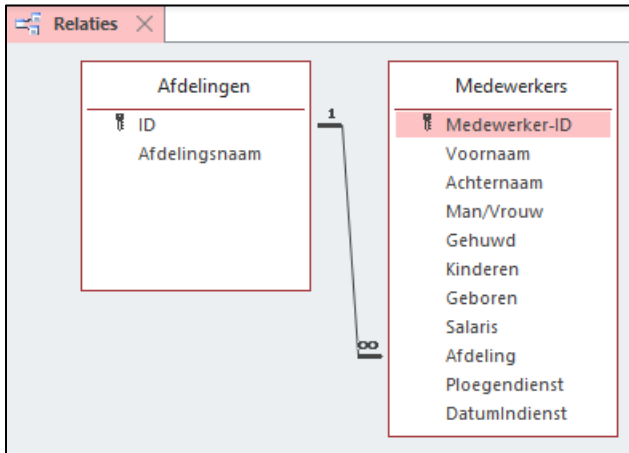 Relaties
Afdelingen
ID
Afdelingsnaam
1
∞
Medewerkers
Medewerker-ID
Voornaam
Achternaam
Man/Vrouw
Gehuwd
Kinderen
Geboren
Salaris
Afdeling
Ploegendienst
DatumIndienst